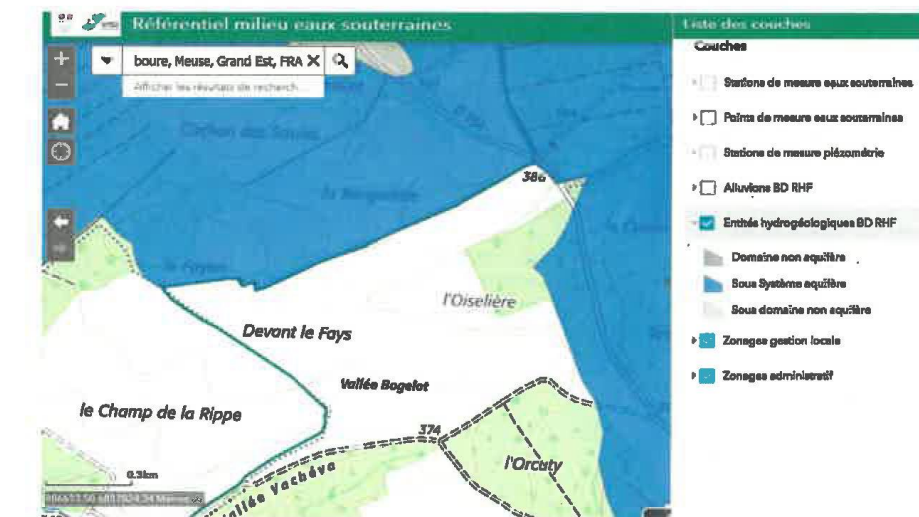 Référentiel milieu eaux souterraines
boure, Meuse, Grand Est, FRA
Afficher les résultats de recherch...
386
l'Oiselière
Devant le Fays
Vallée Bagelot
le Champ de la Rippe
374
l'Orcuty
Vallée Vachéva
0.3km
Liste des couches
Couches
Stations de mesure eaux souterraines
Points de mesure eaux souterraines
Stations de mesure piézométrie
Alluvions BD RHF
Entités hydrogéologiques BD RHF
Domaine non aquifère
Sous Système aquifère
Sous domaine non aquifère
Zonages gestion locale
Zonages administratif